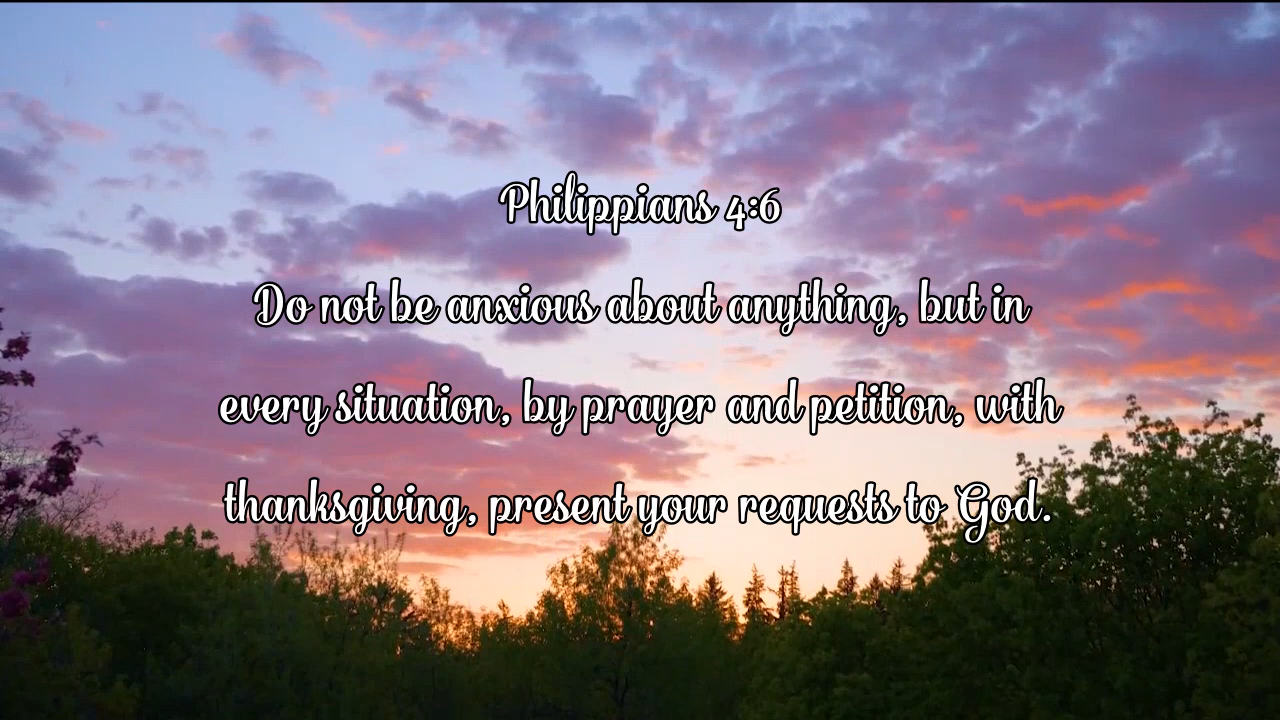 Philippians 4:6
Do not be anxious about anything, but in
every situation, by prayer and petition, with
thanksgiving, present your requests to God.